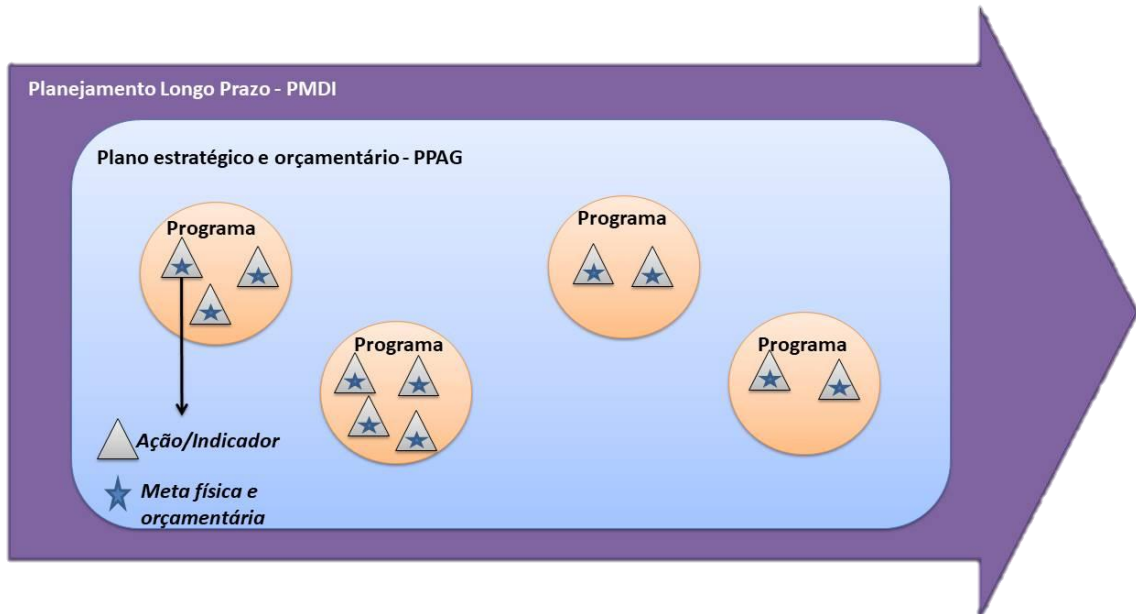 Planejamento Longo Prazo - PMDI
Plano estratégico e orçamentário - PPAG
Programa
Programa
Programa
Programa
Ação/Indicador
Meta física e
orçamentária